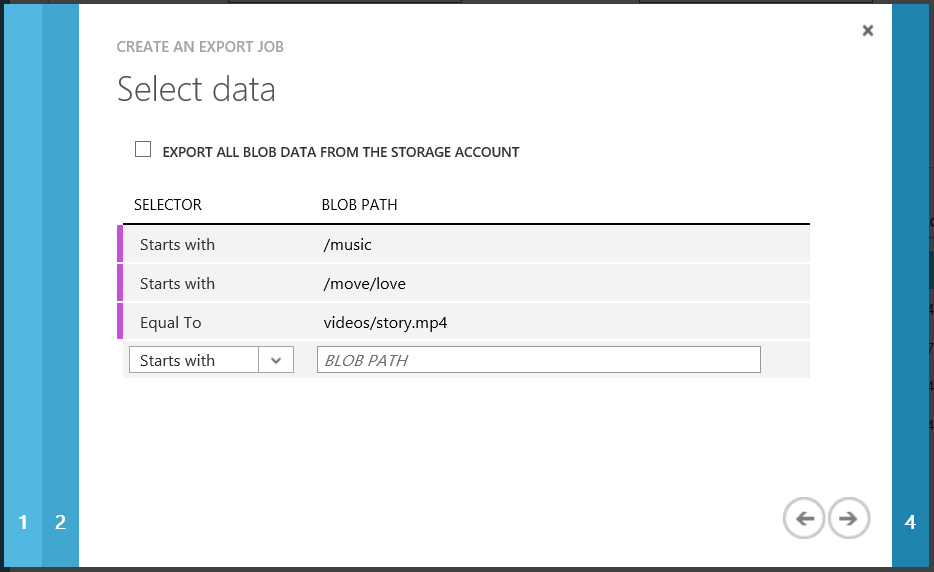 CREATE AN EXPORT JOB
Select data
EXPORT ALL BLOB DATA FROM THE STORAGE ACCOUNT
SELECTOR BLOB PATH
Starts with /music
Starts with /move/love
Equal To videos/story.mp4
Starts with BLOB PATH
1 2 4